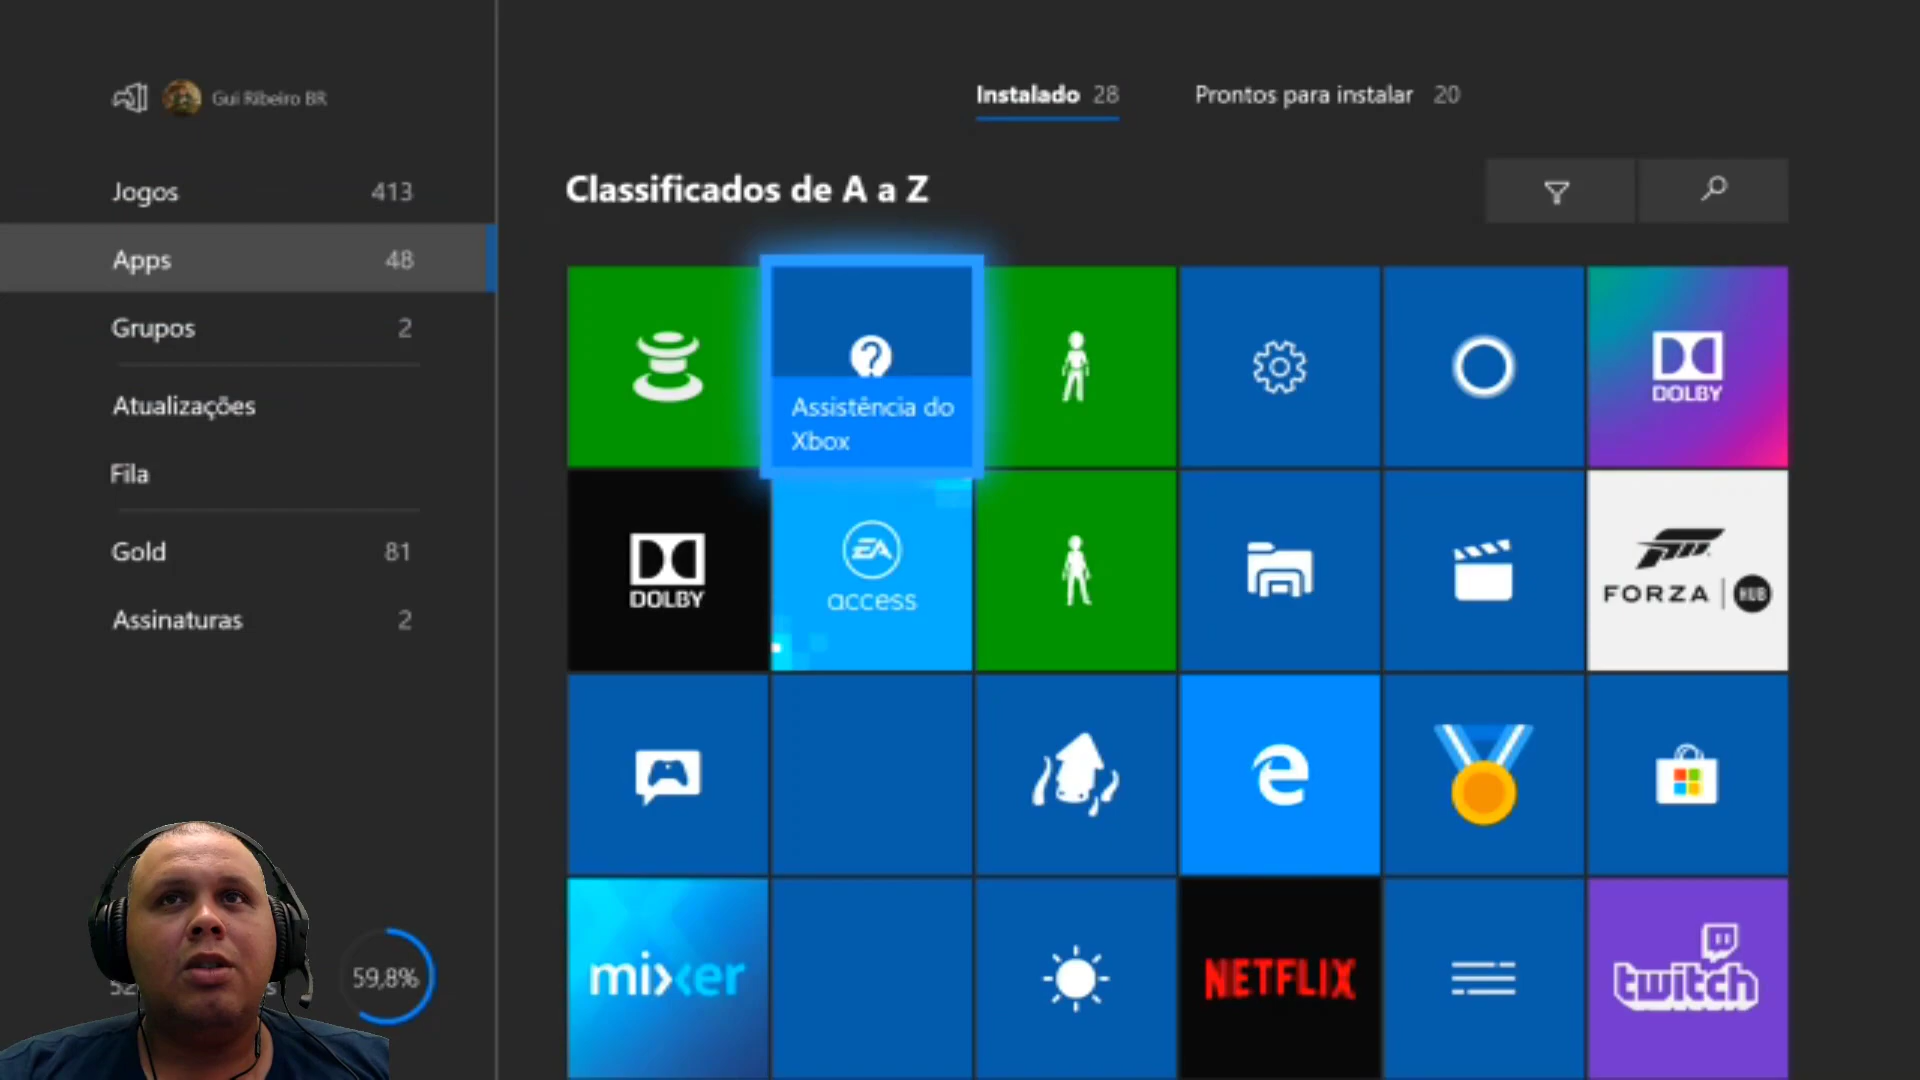 Gui Ribeiro BR
Instalado 28
Prontos para instalar 20
Jogos 413
Apps 48
Grupos 2
Atualizações
Fila
Gold 81
Assinaturas 2
59,8%
Classificados de A a Z
Assistência do
Xbox
DOLBY
DOLBY
EA
access
FORZA | HUB
mixer
NETFLIX
twitch